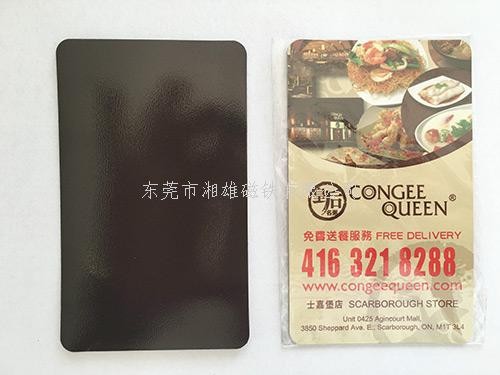 东莞市湘雄磁铁
CONGEE
QUEEN®
免費送餐服務 FREE DELIVERY
416 321 8288
www.congeequeen.com
士嘉堡店 SCARBOROUGH STORE
Unit 0425 Agincourt Mall,
3850 Sheppard Ave. E., Scarborough, ON, M1T 3L4